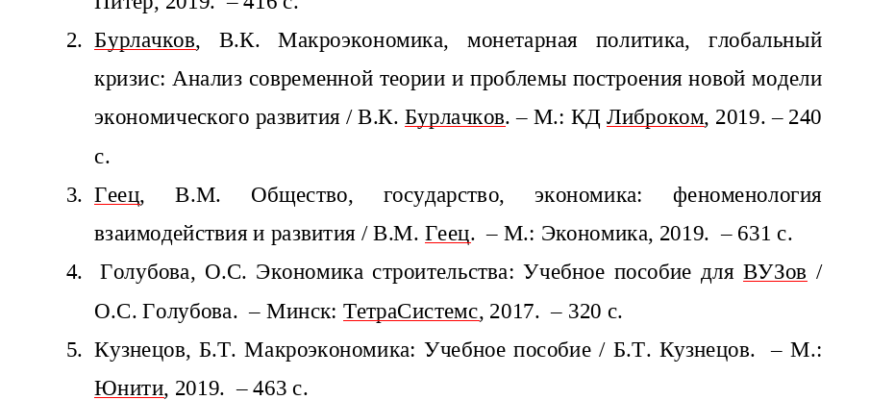 Питер, 2019. – 416 с.
2. Бурлачков, В.К. Макроэкономика, монетарная политика, глобальный
кризис: Анализ современной теории и проблемы построения новой модели
экономического развития / В.К. Бурлачков. – М.: КД Либроком, 2019. – 240
с.
3. Геец, В.М. Общество, государство, экономика: феноменология
взаимодействия и развития / В.М. Геец. – М.: Экономика, 2019. – 631 с.
4. Голубова, О.С. Экономика строительства: Учебное пособие для ВУЗов /
О.С. Голубова. – Минск: ТетраСистемс, 2017. – 320 с.
5. Кузнецов, Б.Т. Макроэкономика: Учебное пособие / Б.Т. Кузнецов. – М.:
Юнити, 2019. – 463 с.